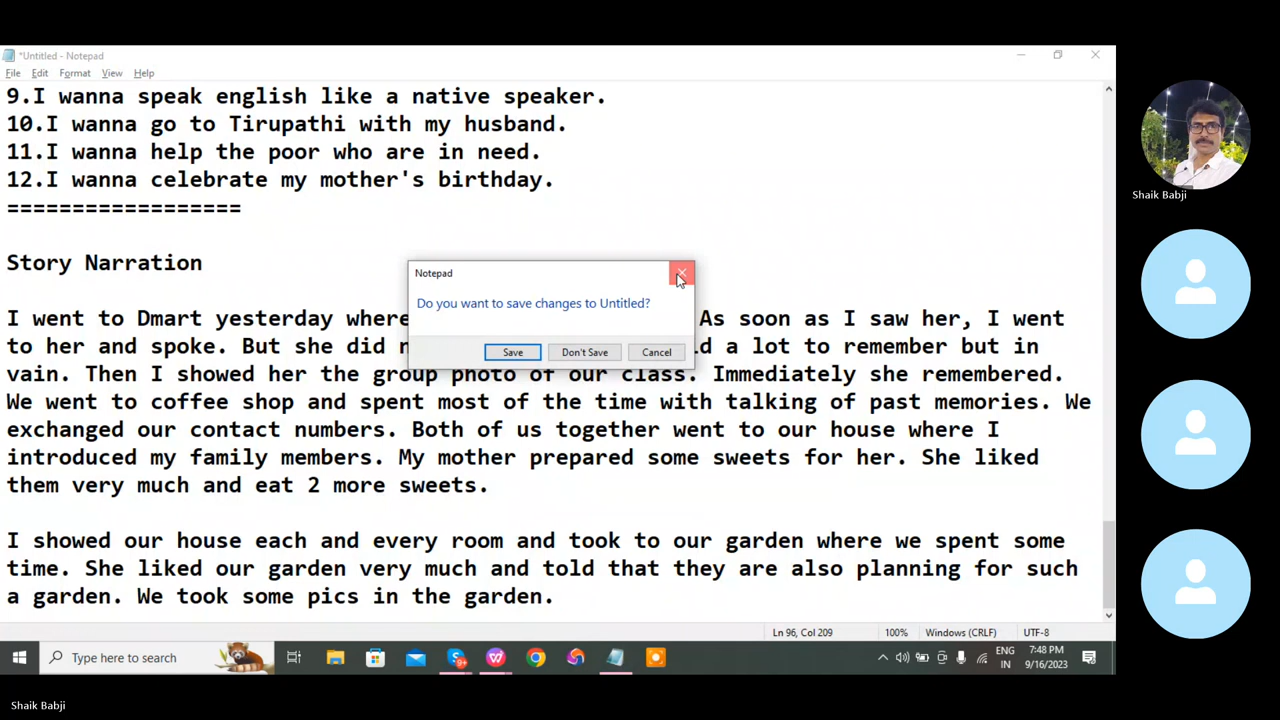 *Untitled - Notepad
File Edit Format View Help
9.I wanna speak english like a native speaker.
10.I wanna go to Tirupathi with my husband.
11.I wanna help the poor who are in need.
12.I wanna celebrate my mother's birthday.
==================
Story Narration
I went to Dmart yesterday where As soon as I saw her, I went
to her and spoke. But she did a lot to remember but in
vain. Then I showed her the group photo of our class. Immediately she remembered.
We went to coffee shop and spent most of the time with talking of past memories. We
exchanged our contact numbers. Both of us together went to our house where I
introduced my family members. My mother prepared some sweets for her. She liked
them very much and eat 2 more sweets.
I showed our house each and every room and took to our garden where we spent some
time. She liked our garden very much and told that they are also planning for such
a garden. We took some pics in the garden.
Notepad
Do you want to save changes to Untitled?
Save Don't Save Cancel
Ln 96, Col 209 100% Windows (CRLF) UTF-8
Type here to search
ENG
IN
7:48 PM
9/16/2023
Shaik Babji
Shaik Babji